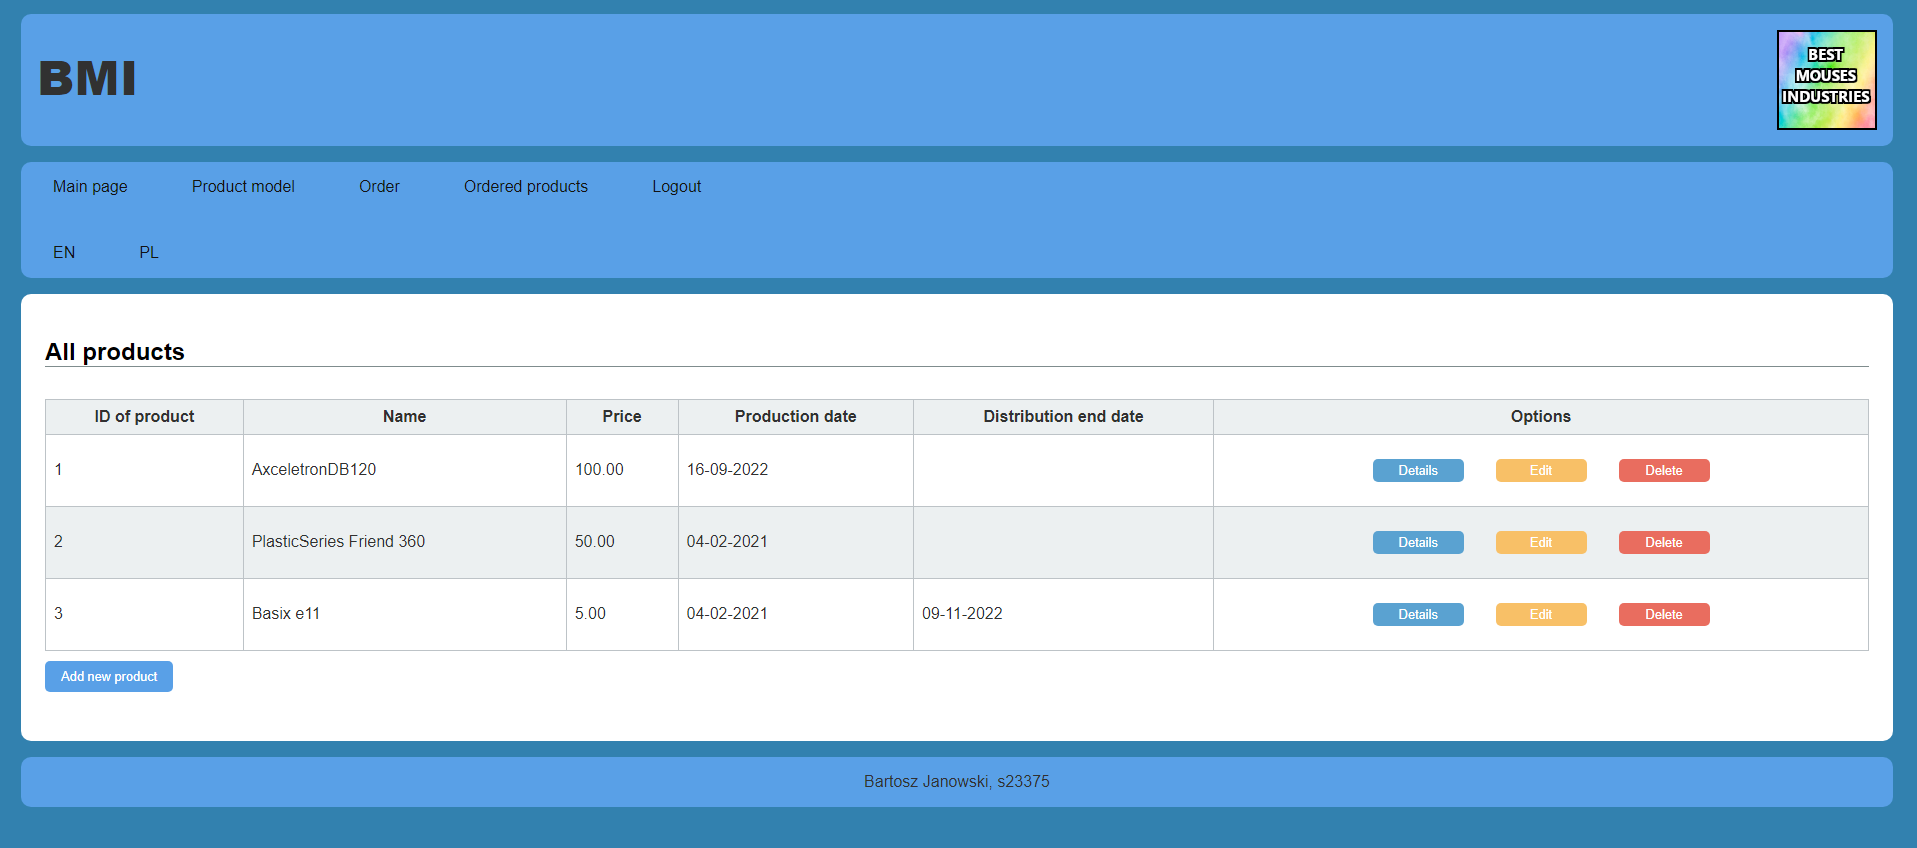 BMI
BEST
MOUSES
INDUSTRIES
Main page Product model Order Ordered products Logout
EN PL
All products
ID of product Name Price Production date Distribution end date Options
1 AxceletronDB120 100.00 16-09-2022 Details Edit Delete
2 PlasticSeries Friend 360 50.00 04-02-2021 Details Edit Delete
3 Basix e11 5.00 04-02-2021 09-11-2022 Details Edit Delete
Add new product
Bartosz Janowski, s23375